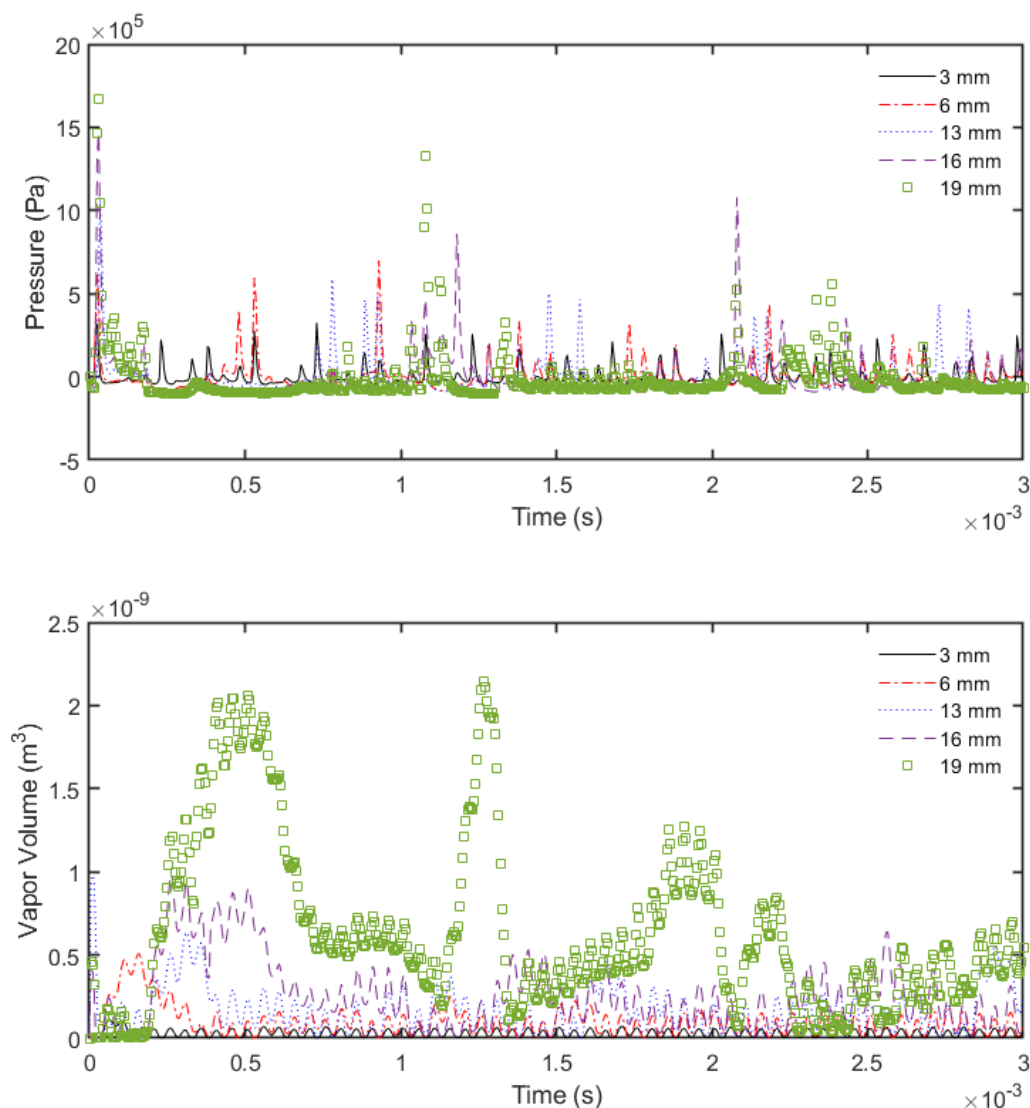 ×10⁵
20
15
10
5
0
-5
Pressure (Pa)
3 mm
6 mm
13 mm
16 mm
19 mm
0 0.5 1 1.5 2 2.5 3
Time (s)
×10⁻³
×10⁻⁹
2.5
2
1.5
1
0.5
0
Vapor Volume (m³)
3 mm
6 mm
13 mm
16 mm
19 mm
0 0.5 1 1.5 2 2.5 3
Time (s)
×10⁻³